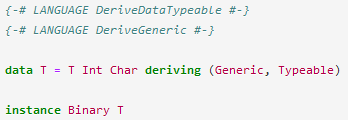 {-# LANGUAGE DeriveDataTypeable #-}
{-# LANGUAGE DeriveGeneric #-}
data T = T Int Char deriving (Generic, Typeable)
instance Binary T